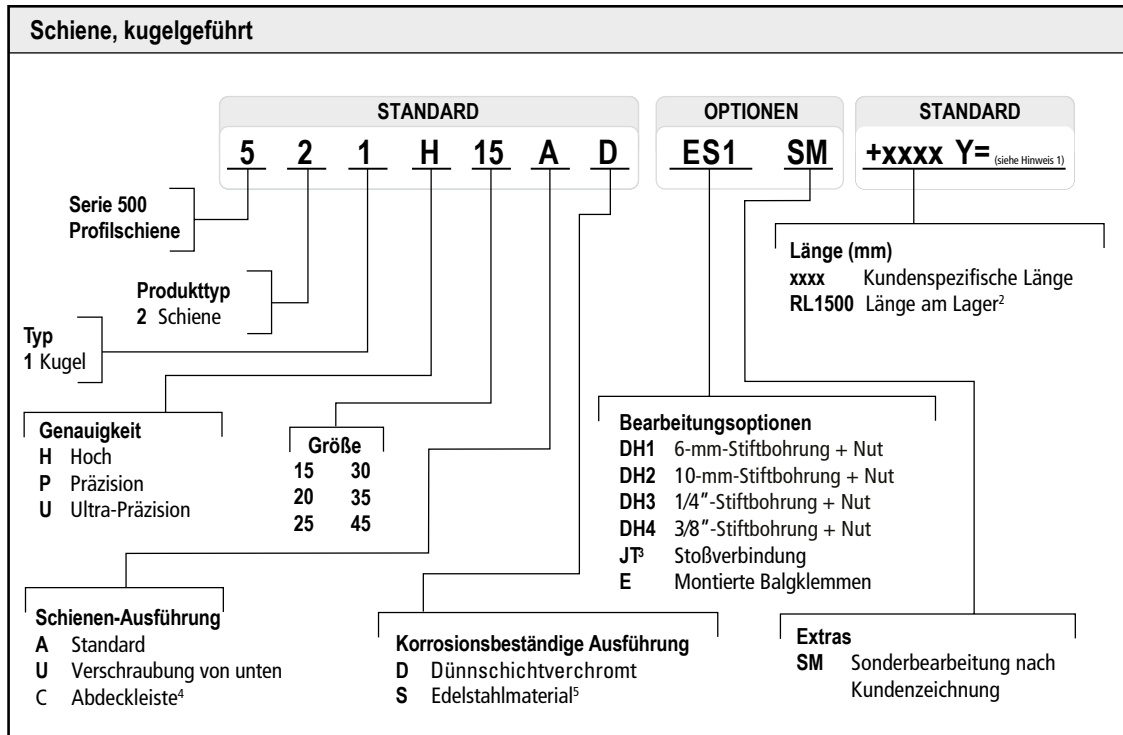 Schiene, kugelgeführt
STANDARD
OPTIONEN
STANDARD
5 2 1 H 15 A D
ES1 SM
+xxxx Y= (siehe Hinweis 1)
Serie 500
Profilschiene
Produkttyp
2 Schiene
Typ
1 Kugel
Länge (mm)
xxxx Kundenspezifische Länge
RL1500 Länge am Lager²
Genauigkeit
H Hoch
P Präzision
U Ultra-Präzision
Größe
15 30
20 35
25 45
Bearbeitungsoptionen
DH1 6-mm-Stiftbohrung + Nut
DH2 10-mm-Stiftbohrung + Nut
DH3 1/4"-Stiftbohrung + Nut
DH4 3/8"-Stiftbohrung + Nut
JT³ Stoßverbindung
E Montierte Balgklemmen
Schienen-Ausführung
A Standard
U Verschraubung von unten
C Abdeckleiste⁴
Korrosionsbeständige Ausführung
D Dünnschichtverchromt
S Edelstahlmaterial⁵
Extras
SM Sonderbearbeitung nach
Kundenzeichnung